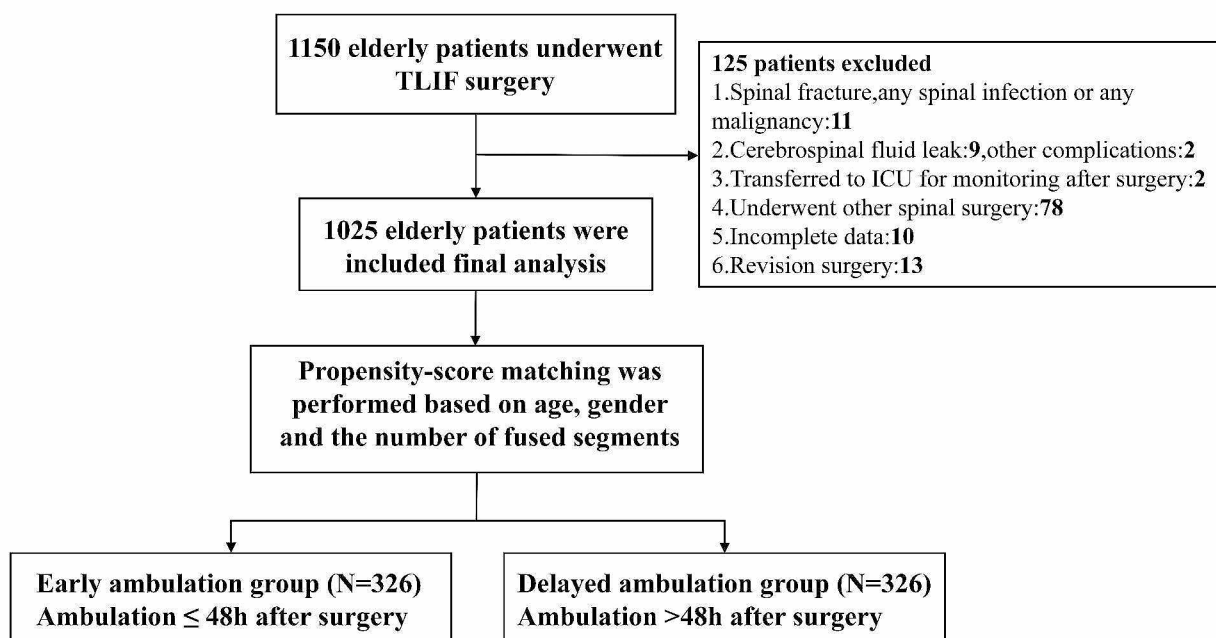 1150 elderly patients underwent
TLIF surgery
125 patients excluded
1.Spinal fracture,any spinal infection or any
malignancy:11
2.Cerebrospinal fluid leak:9,other complications:2
3.Transferred to ICU for monitoring after surgery:2
4.Underwent other spinal surgery:78
5.Incomplete data:10
6.Revision surgery:13
1025 elderly patients were
included final analysis
Propensity-score matching was
performed based on age, gender
and the number of fused segments
Early ambulation group (N=326)
Ambulation ≤ 48h after surgery
Delayed ambulation group (N=326)
Ambulation >48h after surgery